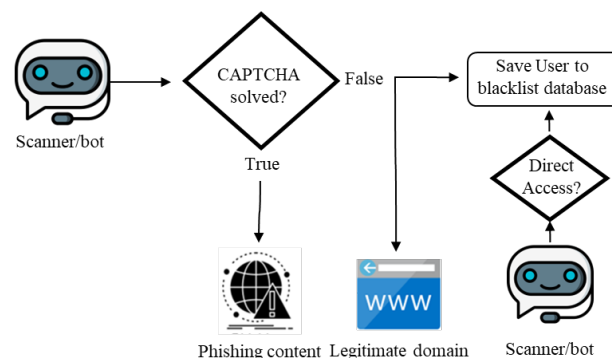 CAPTCHA
solved?
False
Save User to
blacklist database
Scanner/bot
True
Direct
Access?
www
Phishing content
Legitimate domain
Scanner/bot